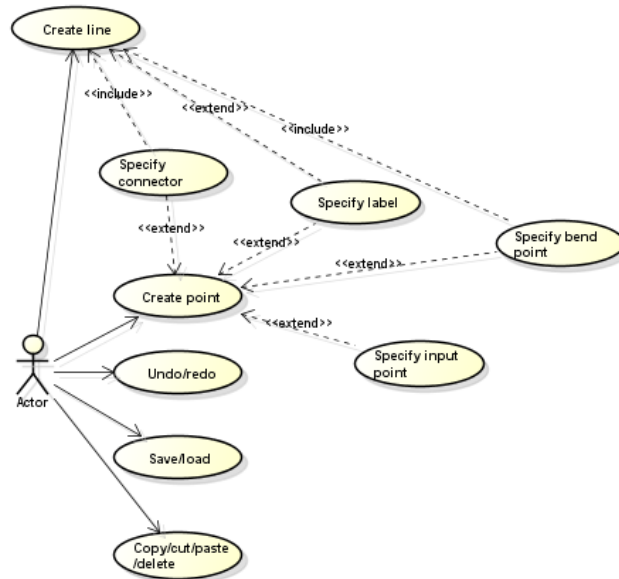 Create line
<<include>>
<<extend>>
<<include>>
Specify
connector
Specify label
<<extend>>
<<extend>>
Specify bend
point
<<extend>>
Create point
<<extend>>
Specify input
point
Undo/redo
Actor
Save/load
Copy/cut/paste
/delete